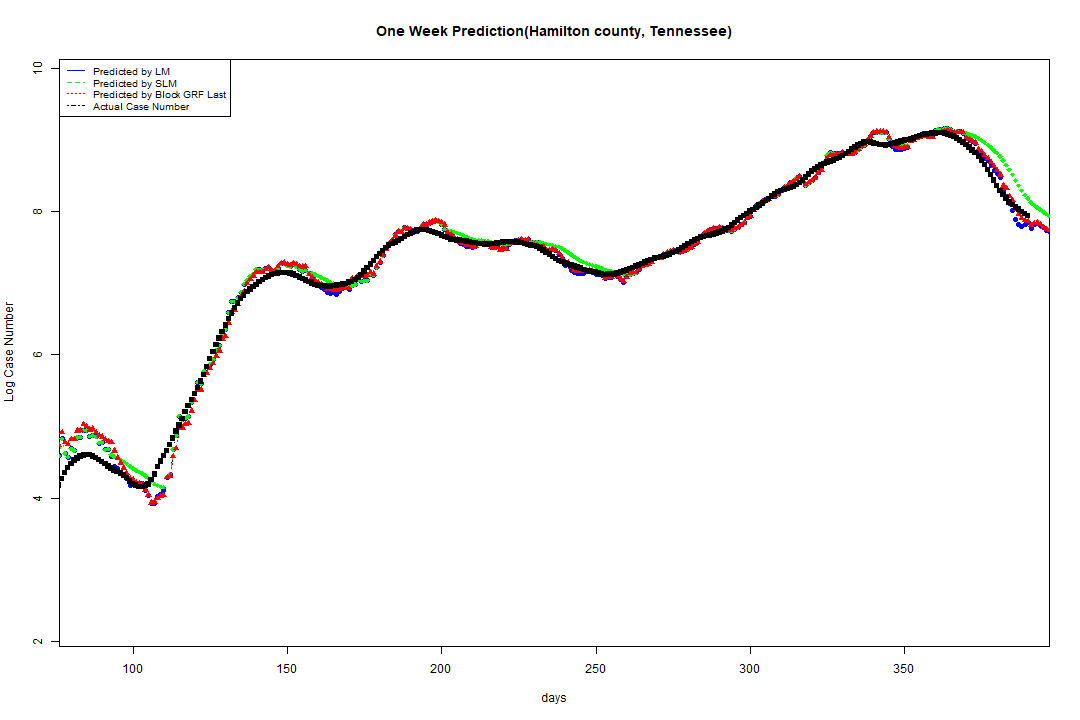 One Week Prediction(Hamilton county, Tennessee)
Predicted by LM
Predicted by SLM
Predicted by Block GRF Last
Actual Case Number
10
8
6
4
2
Log Case Number
100 150 200 250 300 350
days